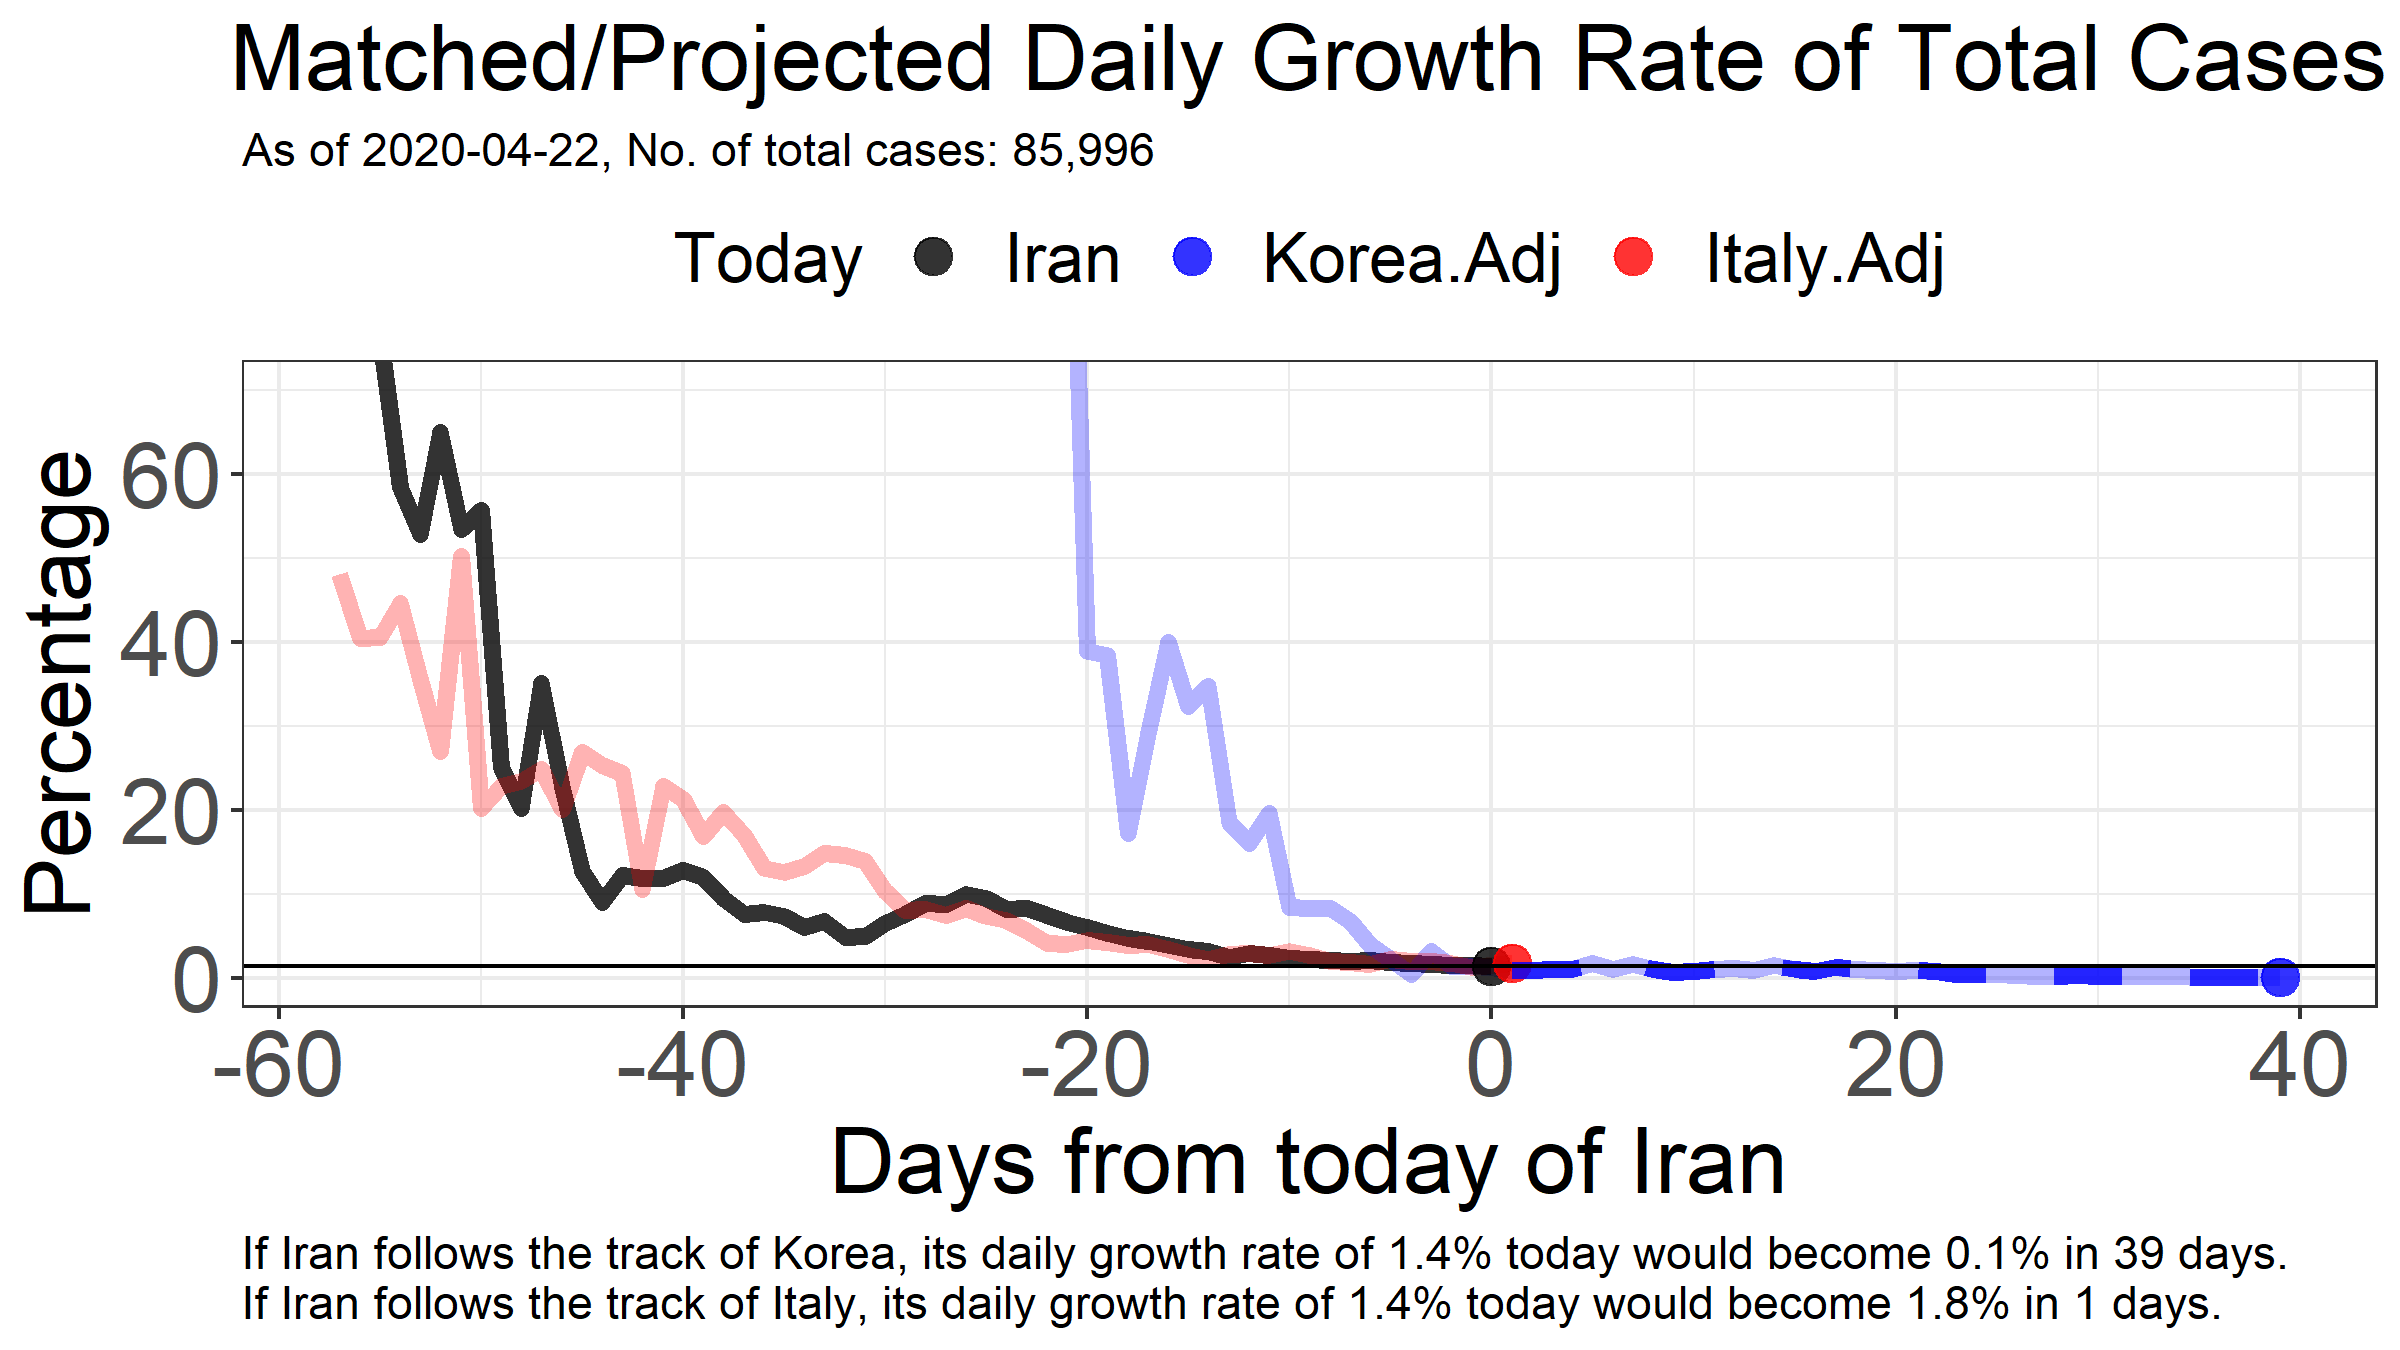 Matched/Projected Daily Growth Rate of Total Cases
As of 2020-04-22, No. of total cases: 85,996
Today Iran Korea.Adj Italy.Adj
Percentage
60
40
20
0
-60 -40 -20 0 20 40
Days from today of Iran
If Iran follows the track of Korea, its daily growth rate of 1.4% today would become 0.1% in 39 days.
If Iran follows the track of Italy, its daily growth rate of 1.4% today would become 1.8% in 1 days.